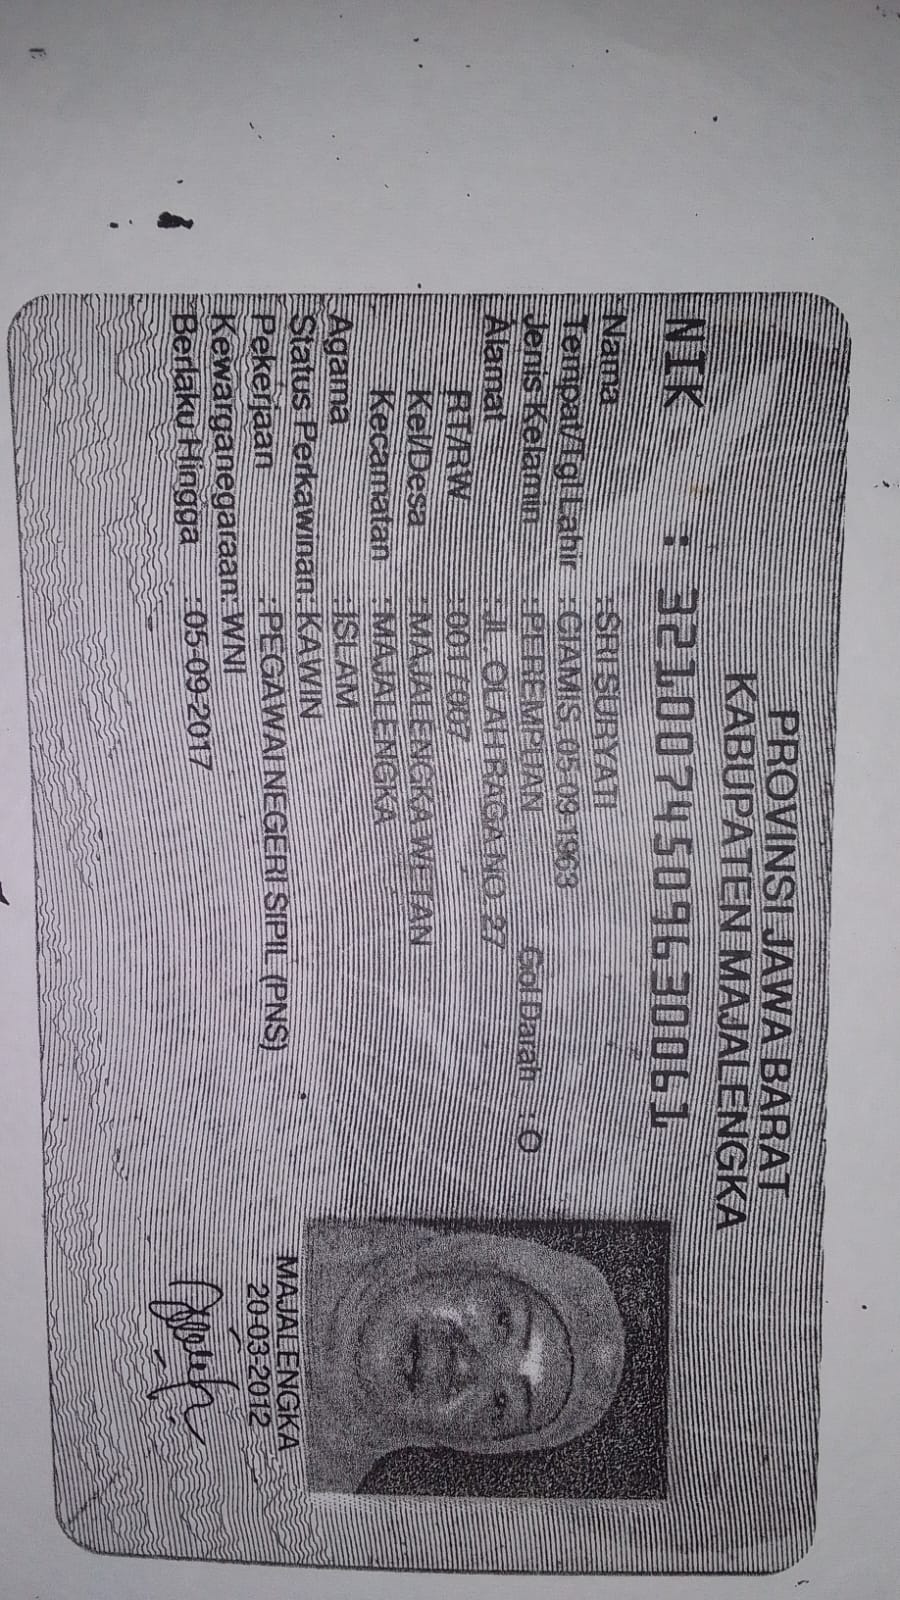 PROVINSI JAWA BARAT
KABUPATEN MAJALENGKA
NIK : 3210074509630061
Nama : SRI SURYATI
Tempat/Tgl Lahir : CIAMIS, 05-09-1963
Jenis Kelamin : PEREMPUAN Gol Darah : O
Alamat : JL. OLAH RAGA NO. 27
RT/RW : 001/007
Kel/Desa : MAJALENGKA WETAN
Kecamatan : MAJALENGKA
Agama : ISLAM
Status Perkawinan: KAWIN
Pekerjaan : PEGAWAI NEGERI SIPIL (PNS)
Kewarganegaraan: WNI
Berlaku Hingga : 05-09-2017
MAJALENGKA
20-03-2012